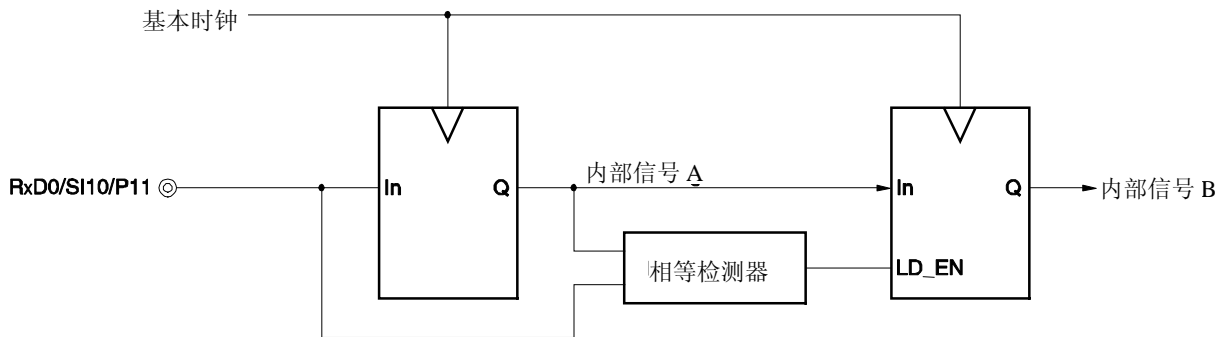 基本时钟
RxD0/SI10/P11
In
Q
内部信号 A
In
Q
内部信号 B
相等检测器
LD_EN